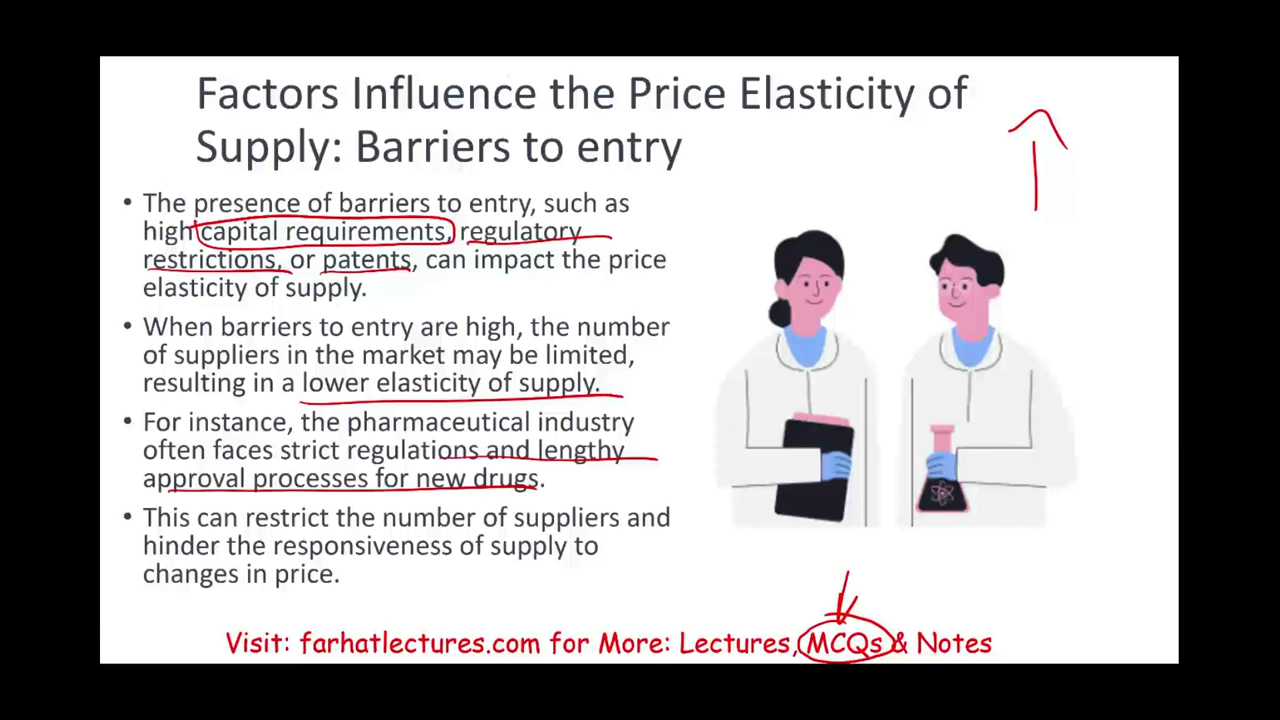 Factors Influence the Price Elasticity of
Supply: Barriers to entry
• The presence of barriers to entry, such as
high capital requirements, regulatory
restrictions, or patents, can impact the price
elasticity of supply.
• When barriers to entry are high, the number
of suppliers in the market may be limited,
resulting in a lower elasticity of supply.
• For instance, the pharmaceutical industry
often faces strict regulations and lengthy
approval processes for new drugs.
• This can restrict the number of suppliers and
hinder the responsiveness of supply to
changes in price.
Visit: farhatlectures.com for More: Lectures, MCQs & Notes